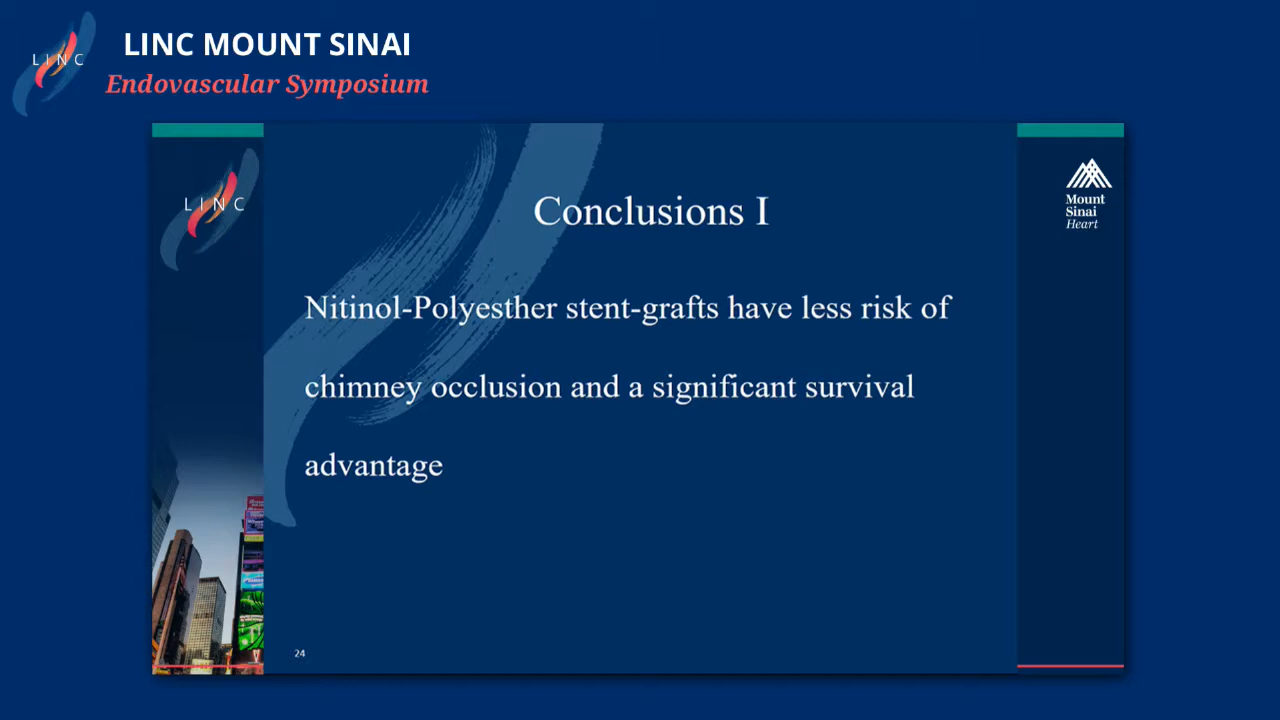 LINC
LINC MOUNT SINAI
Endovascular Symposium
LINC
Mount
Sinai
Heart
Conclusions I
Nitinol-Polyesther stent-grafts have less risk of
chimney occlusion and a significant survival
advantage
24